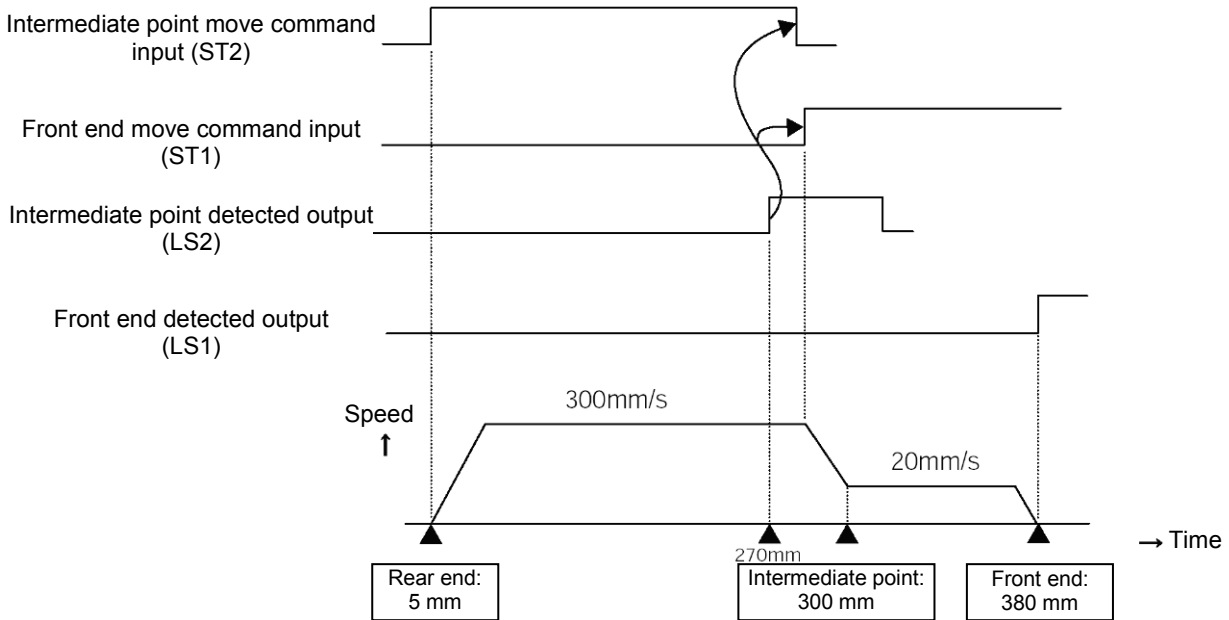 Intermediate point move command
input (ST2)
Front end move command input
(ST1)
Intermediate point detected output
(LS2)
Front end detected output
(LS1)
Speed
↑
300mm/s
20mm/s
→ Time
270mm
Rear end:
5 mm
Intermediate point:
300 mm
Front end:
380 mm